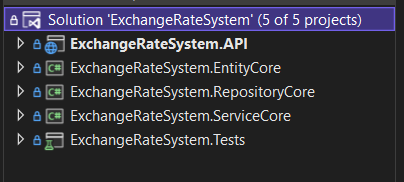 Solution 'ExchangeRateSystem' (5 of 5 projects)
ExchangeRateSystem.API
C# ExchangeRateSystem.EntityCore
C# ExchangeRateSystem.RepositoryCore
C# ExchangeRateSystem.ServiceCore
ExchangeRateSystem.Tests